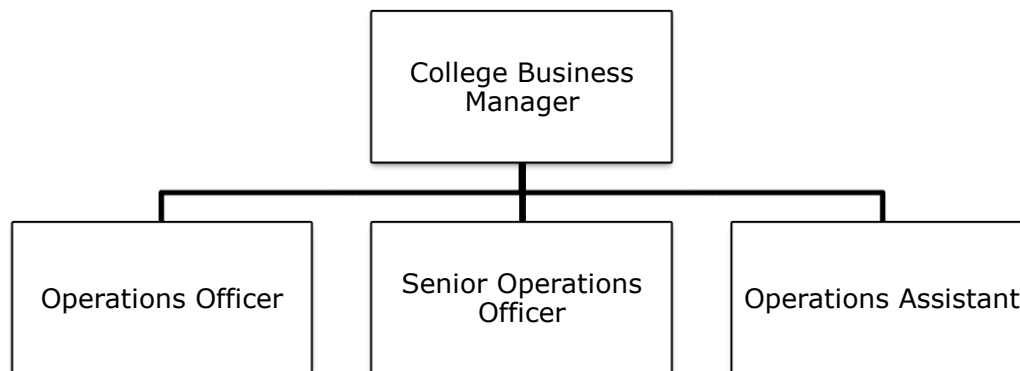 College Business
Manager
Operations Officer
Senior Operations
Officer
Operations Assistant